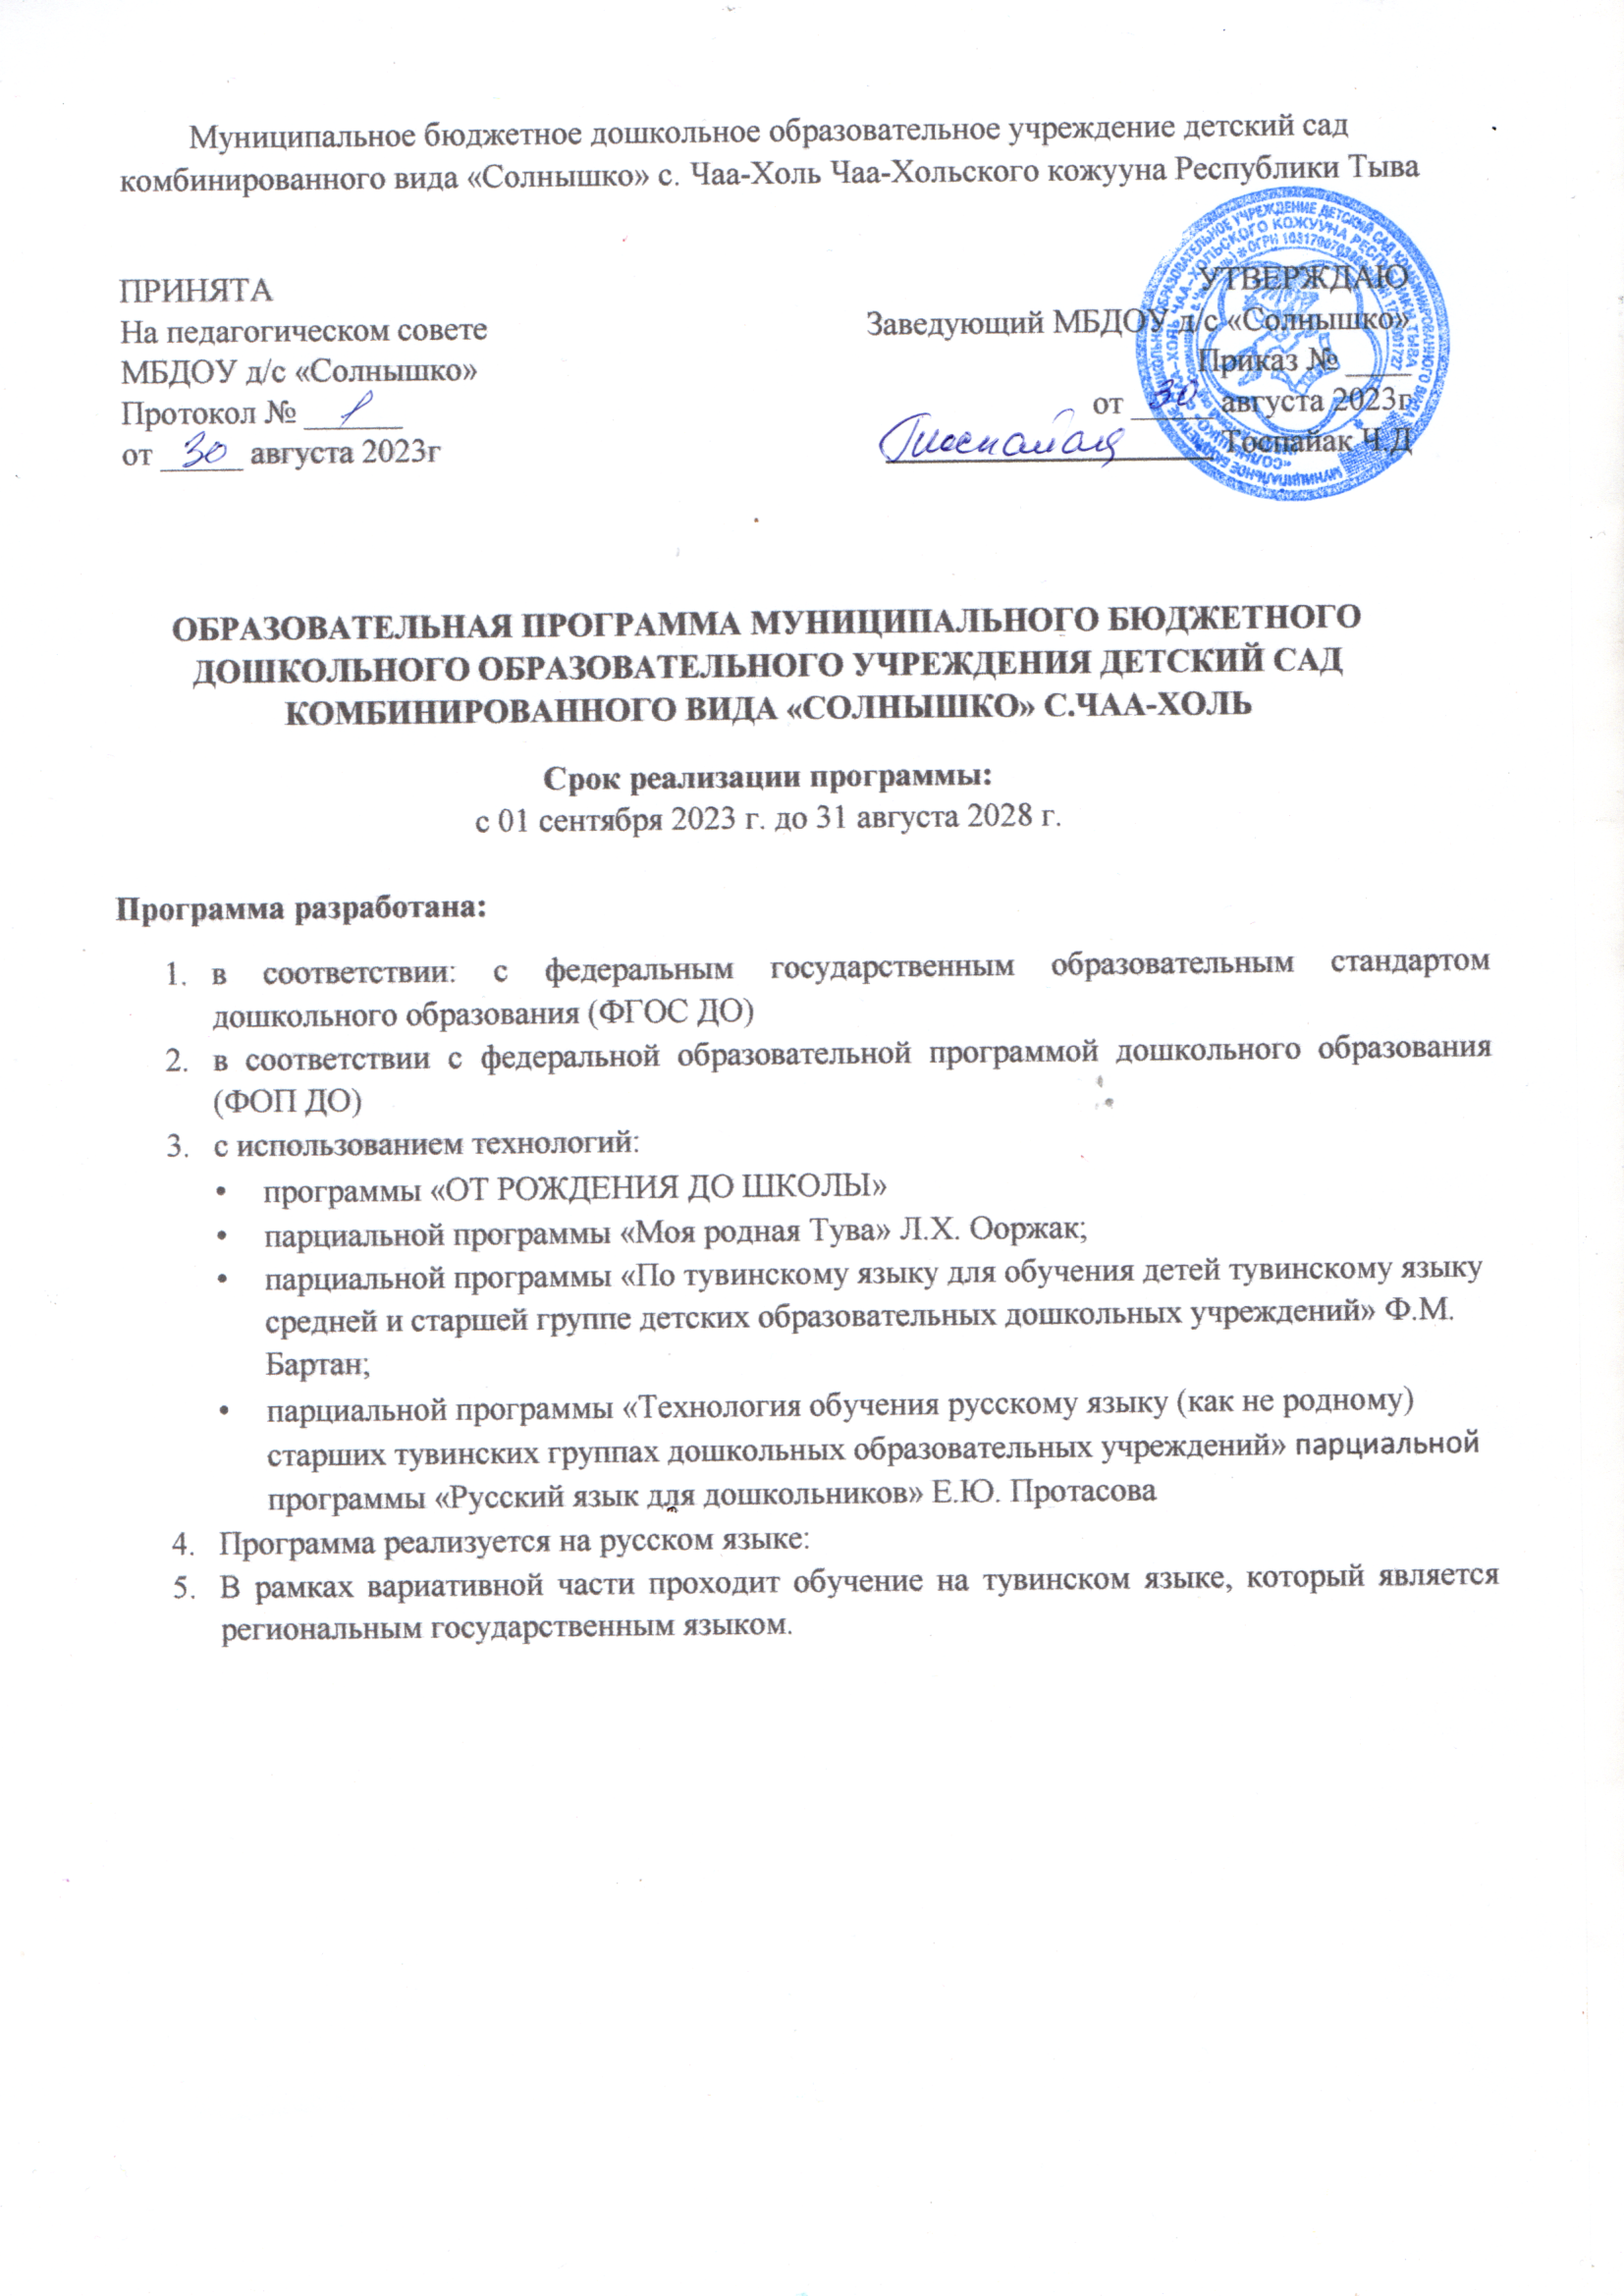 Муниципальное бюджетное дошкольное образовательное учреждение детский сад
комбинированного вида «Солнышко» с. Чаа-Холь Чаа-Хольского кожууна Республики Тыва
ПРИНЯТА
На педагогическом совете
МБДОУ д/с «Солнышко»
Протокол № 1
от 30 августа 2023г
УТВЕРЖДАЮ
Заведующий МБДОУ д/с «Солнышко»
Приказ № ____
от 30 августа 2023г
Тоспайак Ч.Д
ОБРАЗОВАТЕЛЬНАЯ ПРОГРАММА МУНИЦИПАЛЬНОГО БЮДЖЕТНОГО
ДОШКОЛЬНОГО ОБРАЗОВАТЕЛЬНОГО УЧРЕЖДЕНИЯ ДЕТСКИЙ САД
КОМБИНИРОВАННОГО ВИДА «СОЛНЫШКО» С.ЧАА-ХОЛЬ
Срок реализации программы:
с 01 сентября 2023 г. до 31 августа 2028 г.
Программа разработана:
1. в соответствии: с федеральным государственным образовательным стандартом
дошкольного образования (ФГОС ДО)
2. в соответствии с федеральной образовательной программой дошкольного образования
(ФОП ДО)
3. с использованием технологий:
• программы «ОТ РОЖДЕНИЯ ДО ШКОЛЫ»
• парциальной программы «Моя родная Тува» Л.Х. Ооржак;
• парциальной программы «По тувинскому языку для обучения детей тувинскому языку
средней и старшей группе детских образовательных дошкольных учреждений» Ф.М.
Бартан;
• парциальной программы «Технология обучения русскому языку (как не родному)
старших тувинских группах дошкольных образовательных учреждений» парциальной
программы «Русский язык для дошкольников» Е.Ю. Протасова
4. Программа реализуется на русском языке:
5. В рамках вариативной части проходит обучение на тувинском языке, который является
региональным государственным языком.